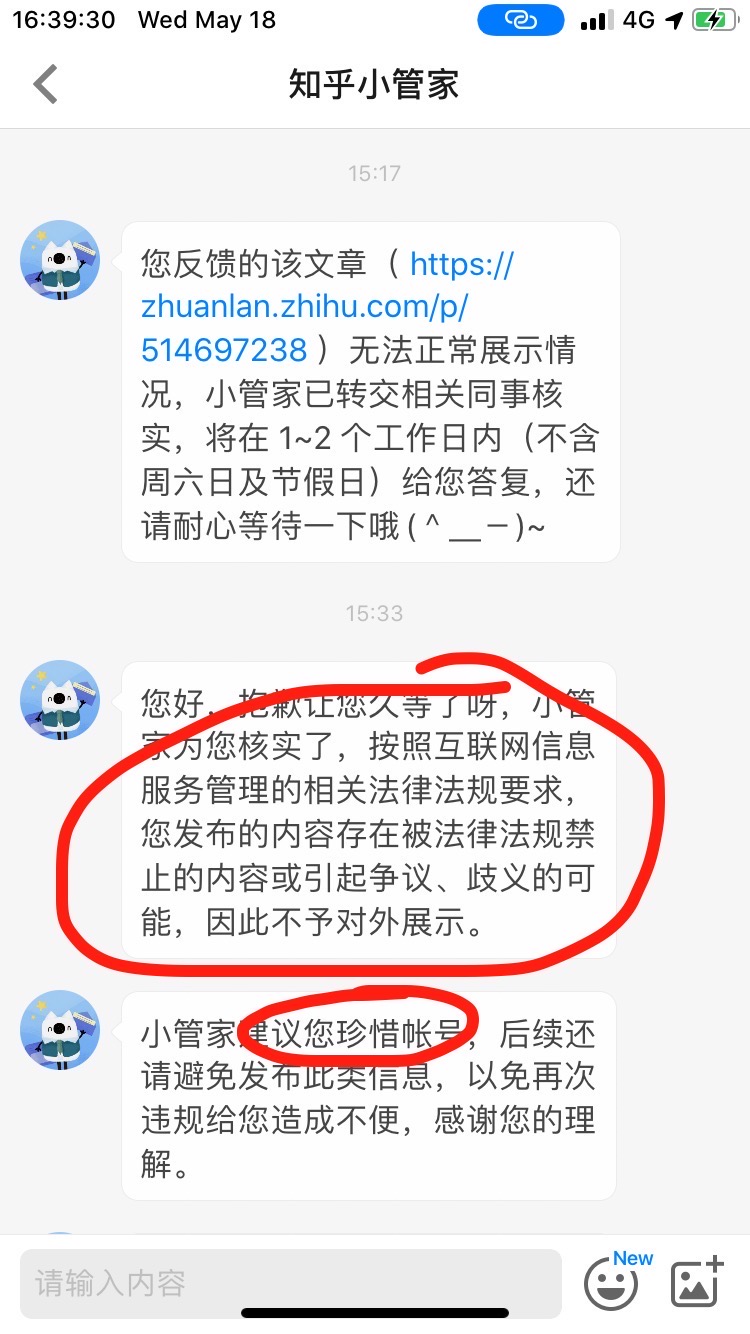 16:39:30 Wed May 18 4G
知乎小管家
15:17
您反馈的该文章（ https://
zhuanlan.zhihu.com/p/
514697238 ）无法正常展示情
况，小管家已转交相关同事核
实，将在 1~2 个工作日内（不含
周六日及节假日）给您答复，还
请耐心等待一下哦 ( ^ __ − )~
15:33
您好，抱歉让您久等了呀，小管
家为您核实了，按照互联网信息
服务管理的相关法律法规要求，
您发布的内容存在被法律法规禁
止的内容或引起争议、歧义的可
能，因此不予对外展示。
小管家建议您珍惜帐号，后续还
请避免发布此类信息，以免再次
违规给您造成不便，感谢您的理
解。
请输入内容
New